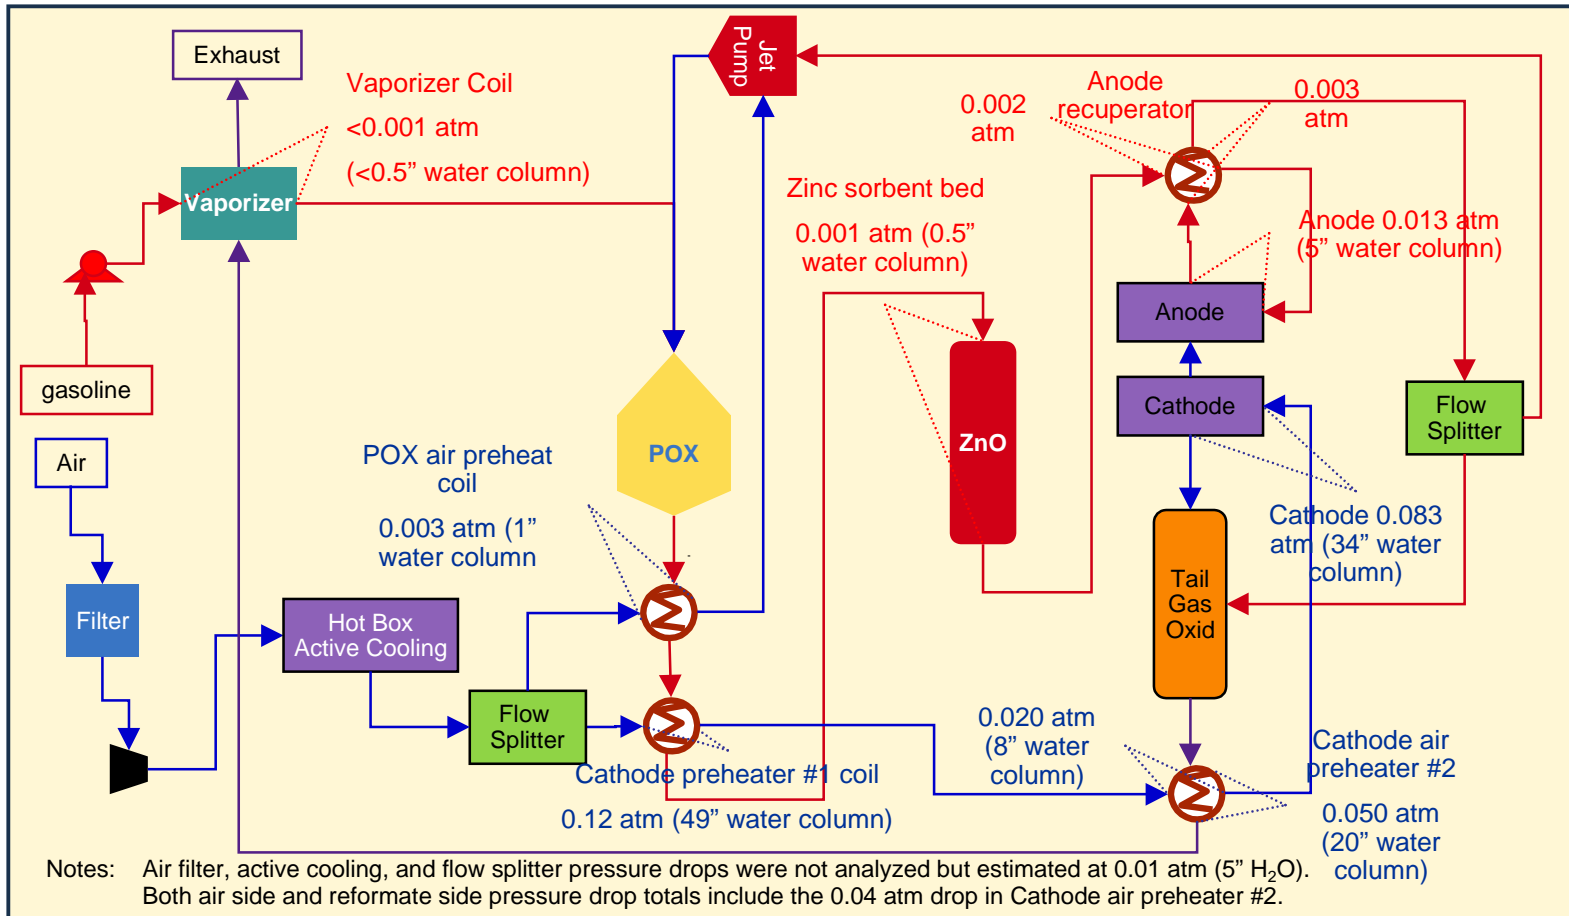 Exhaust
Vaporizer Coil
<0.001 atm
(<0.5” water column)
Vaporizer
gasoline
Jet
Pump
0.002
atm
Anode
recuperator
0.003
atm
Zinc sorbent bed
0.001 atm (0.5”
water column)
Anode 0.013 atm
(5” water column)
Anode
Cathode
Flow
Splitter
Air
Filter
POX air preheat
coil
0.003 atm (1”
water column
POX
ZnO
Cathode 0.083
atm (34” water
column)
Tail
Gas
Oxid
Hot Box
Active Cooling
Flow
Splitter
Cathode preheater #1 coil
0.12 atm (49” water column)
0.020 atm
(8” water
column)
Cathode air
preheater #2
0.050 atm
(20” water
column)
Notes: Air filter, active cooling, and flow splitter pressure drops were not analyzed but estimated at 0.01 atm (5” H2O).
Both air side and reformate side pressure drop totals include the 0.04 atm drop in Cathode air preheater #2.